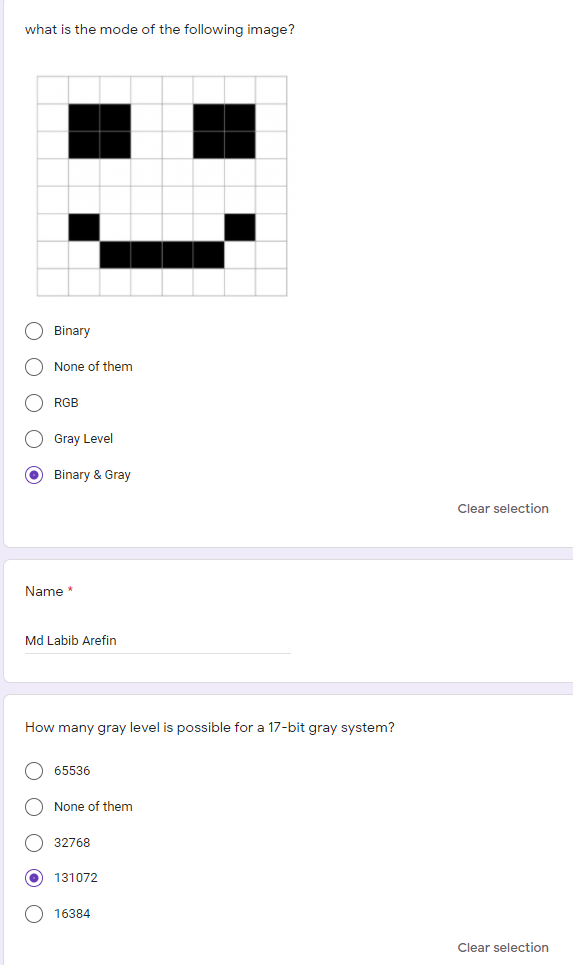 what is the mode of the following image?
Binary
None of them
RGB
Gray Level
Binary & Gray
Clear selection
Name *
Md Labib Arefin
How many gray level is possible for a 17-bit gray system?
65536
None of them
32768
131072
16384
Clear selection